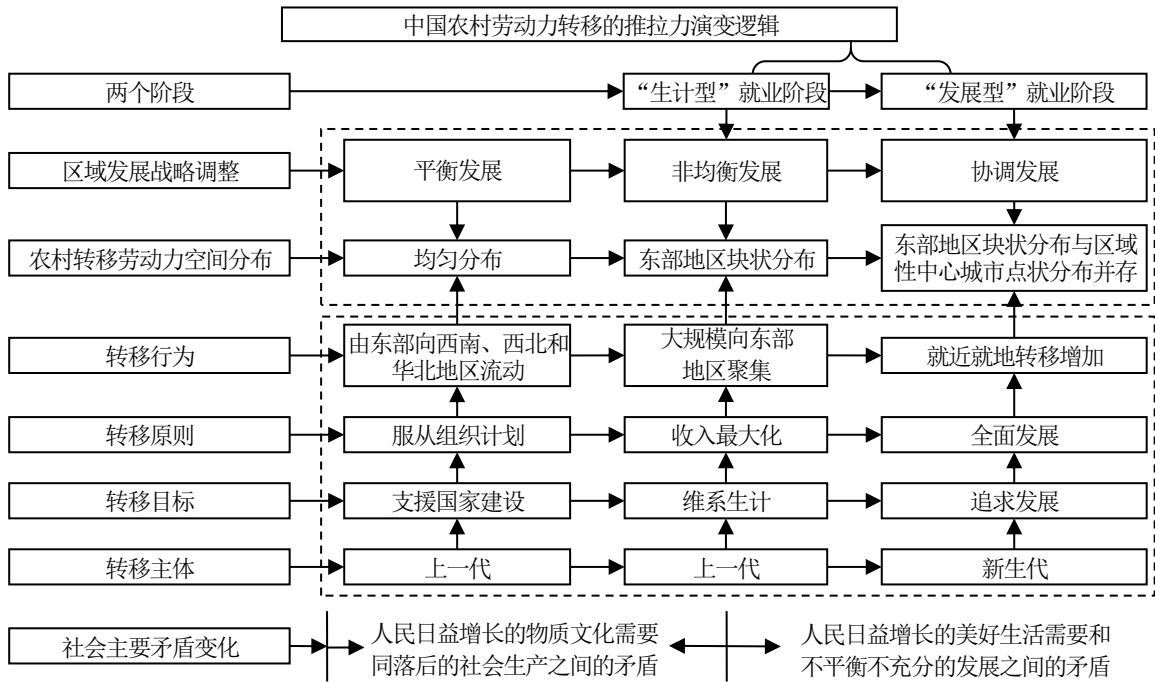 中国农村劳动力转移的推拉力演变逻辑
两个阶段
“生计型”就业阶段
“发展型”就业阶段
区域发展战略调整
平衡发展
非均衡发展
协调发展
农村转移劳动力空间分布
均匀分布
东部地区块状分布
东部地区块状分布与区域
性中心城市点状分布并存
转移行为
由东部向西南、西北和
华北地区流动
大规模向东部
地区聚集
就近就地转移增加
转移原则
服从组织计划
收入最大化
全面发展
转移目标
支援国家建设
维系生计
追求发展
转移主体
上一代
上一代
新生代
社会主要矛盾变化
人民日益增长的物质文化需要
同落后的社会生产之间的矛盾
人民日益增长的美好生活需要和
不平衡不充分的发展之间的矛盾